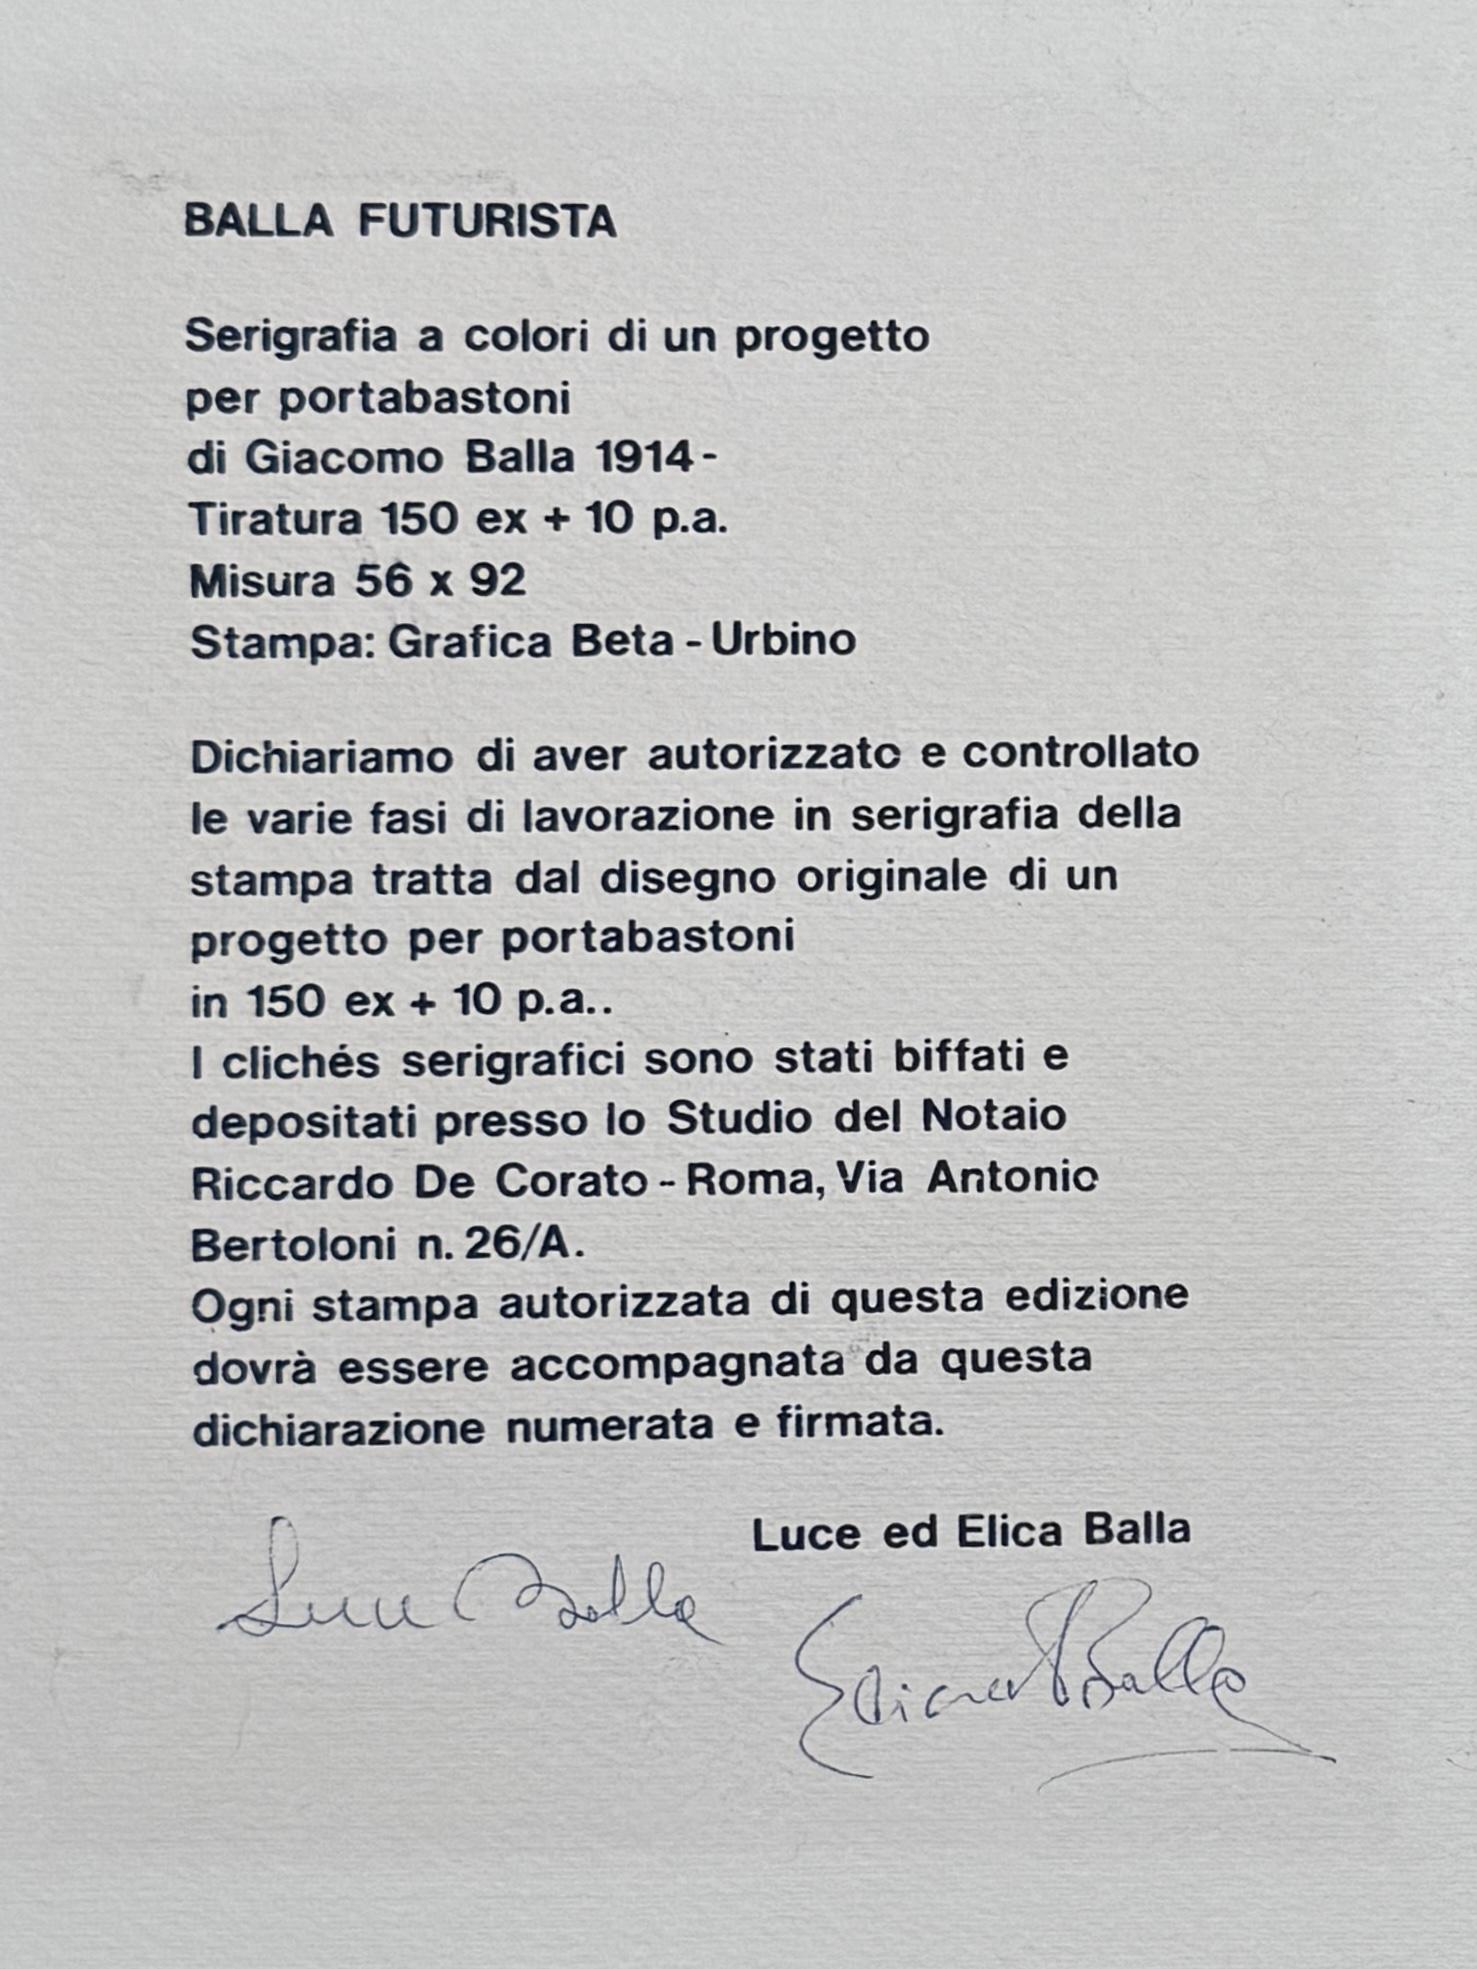 BALLA FUTURISTA
Serigrafia a colori di un progetto
per portabastoni
di Giacomo Balla 1914 -
Tiratura 150 ex + 10 p.a.
Misura 56 x 92
Stampa: Grafica Beta - Urbino
Dichiariamo di aver autorizzato e controllato
le varie fasi di lavorazione in serigrafia della
stampa tratta dal disegno originale di un
progetto per portabastoni
in 150 ex + 10 p.a..
I clichés serigrafici sono stati biffati e
depositati presso lo Studio del Notaio
Riccardo De Corato - Roma, Via Antonio
Bertoloni n. 26/A.
Ogni stampa autorizzata di questa edizione
dovrà essere accompagnata da questa
dichiarazione numerata e firmata.
Luce ed Elica Balla
Luce Balla
Elica Balla